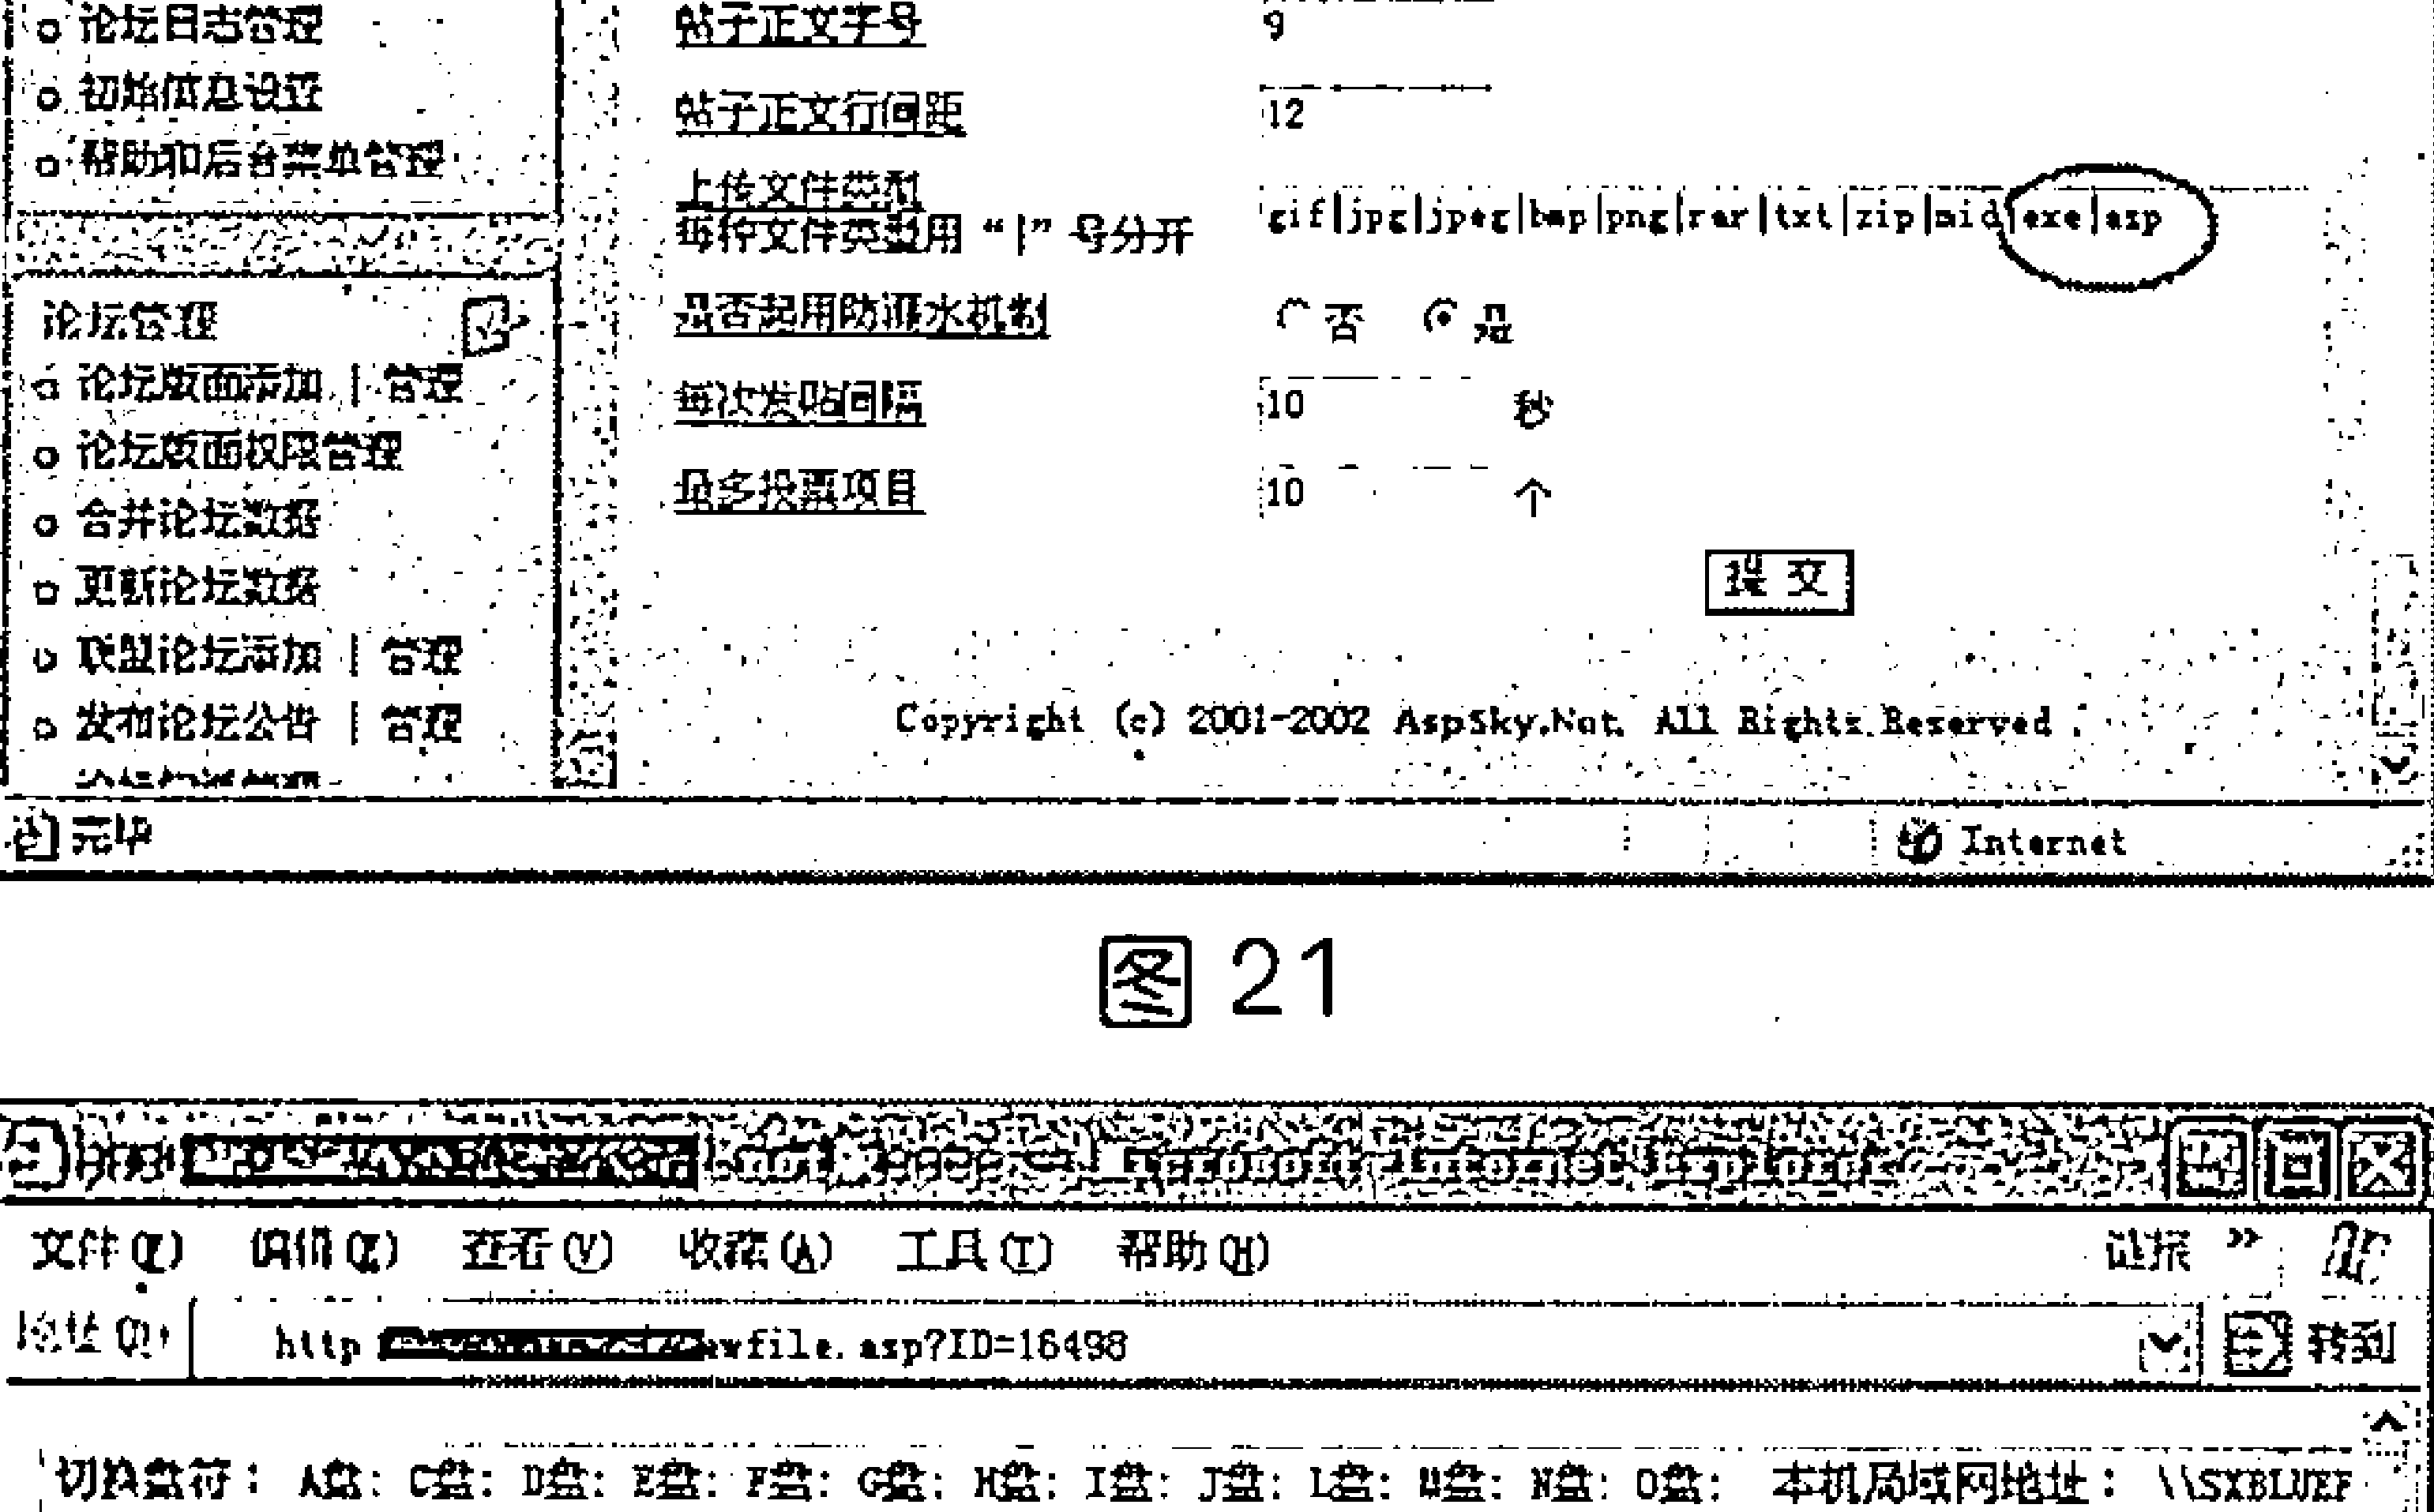 论坛日志管理
初始信息设置
帮助和后台菜单管理
论坛管理
论坛版面添加 | 管理
论坛版面权限管理
合并论坛数据
更新论坛数据
联盟论坛添加 | 管理
发布论坛公告 | 管理
帖子正文字号 9
帖子正文行间距 12
上传文件类型
每种文件类型用“|”号分开 gif|jpg|jpeg|bmp|png|rar|txt|zip|mid|exe|asp
是否起用防灌水机制 否 是
每次发贴间隔 10 秒
最多投票项目 10 个
提交
Copyright (c) 2001-2002 AspSky.Net. All Rights Reserved
完毕 Internet
图 21
Microsoft Internet Explorer
文件(F) 编辑(E) 查看(V) 收藏(A) 工具(T) 帮助(H) 链接 »
地址(D) http ewfile.asp?ID=16498 转到
切换盘符: A盘: C盘: D盘: E盘: F盘: G盘: H盘: I盘: J盘: L盘: M盘: N盘: O盘: 本机局域网地址: \\SXBLUEF